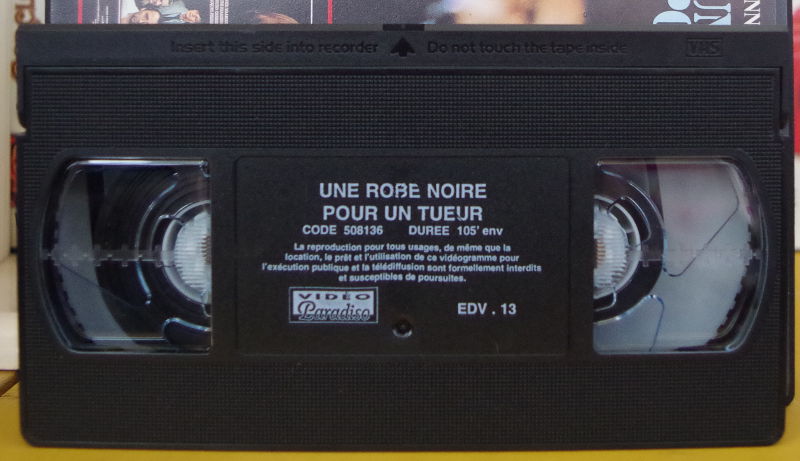 Insert this side into recorder Do not touch the tape inside VHS
UNE ROBE NOIRE
POUR UN TUEUR
CODE 508136 DUREE 105' env
La reproduction pour tous usages, de même que la
location, le prêt et l'utilisation de ce vidéogramme pour
l'exécution publique et la télédiffusion sont formellement interdits
et susceptibles de poursuites.
VIDÉO
Paradiso
EDV . 13